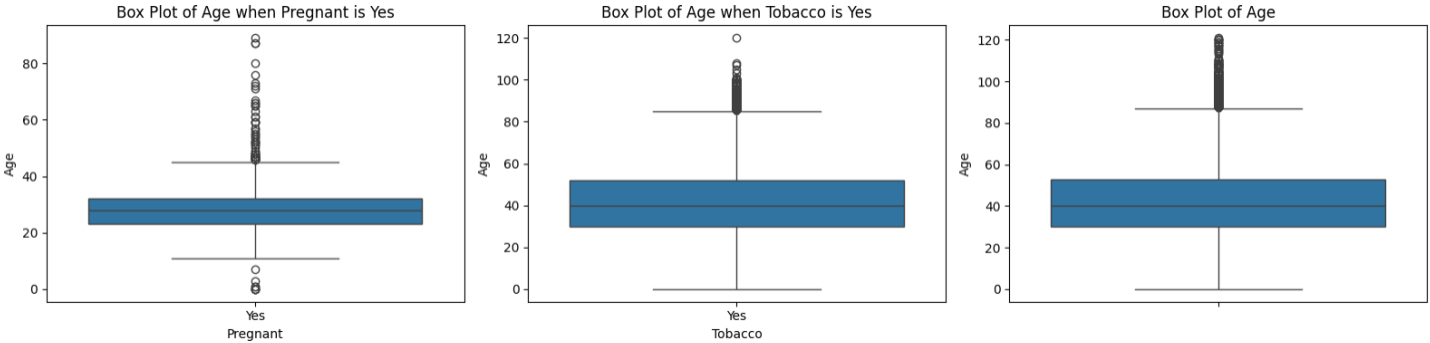 Box Plot of Age when Pregnant is Yes
80
60
40
20
0
Age
Yes
Pregnant
Box Plot of Age when Tobacco is Yes
120
100
80
60
40
20
0
Age
Yes
Tobacco
Box Plot of Age
120
100
80
60
40
20
0
Age